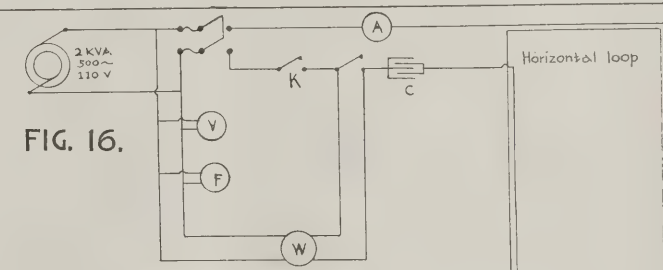 A
2 KVA.
500~
110 V
Horizontal loop
K
C
V
FIG. 16.
F
W